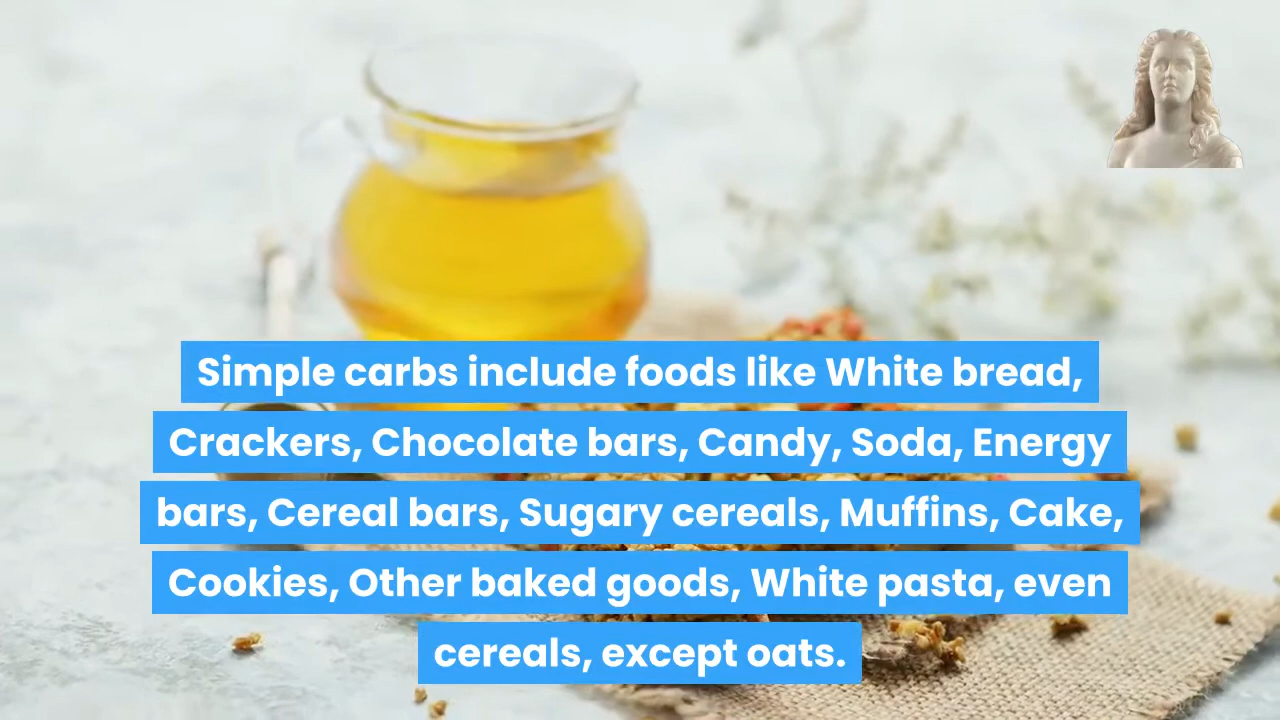 Simple carbs include foods like White bread,
Crackers, Chocolate bars, Candy, Soda, Energy
bars, Cereal bars, Sugary cereals, Muffins, Cake,
Cookies, Other baked goods, White pasta, even
cereals, except oats.